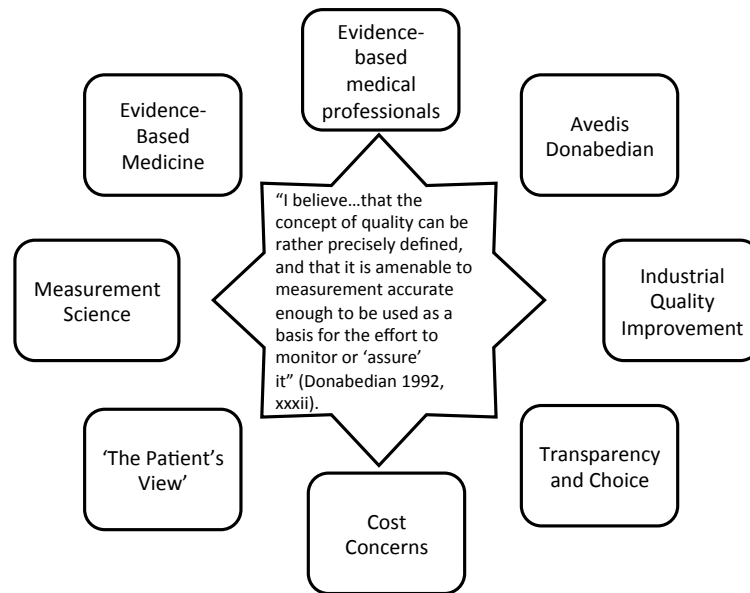 Evidence-
based
medical
professionals
Evidence-
Based
Medicine
Avedis
Donabedian
“I believe…that the
concept of quality can be
rather precisely defined,
and that it is amenable to
measurement accurate
enough to be used as a
basis for the effort to
monitor or ‘assure’
it” (Donabedian 1992,
xxxii).
Measurement
Science
Industrial
Quality
Improvement
‘The Patient’s
View’
Transparency
and Choice
Cost
Concerns